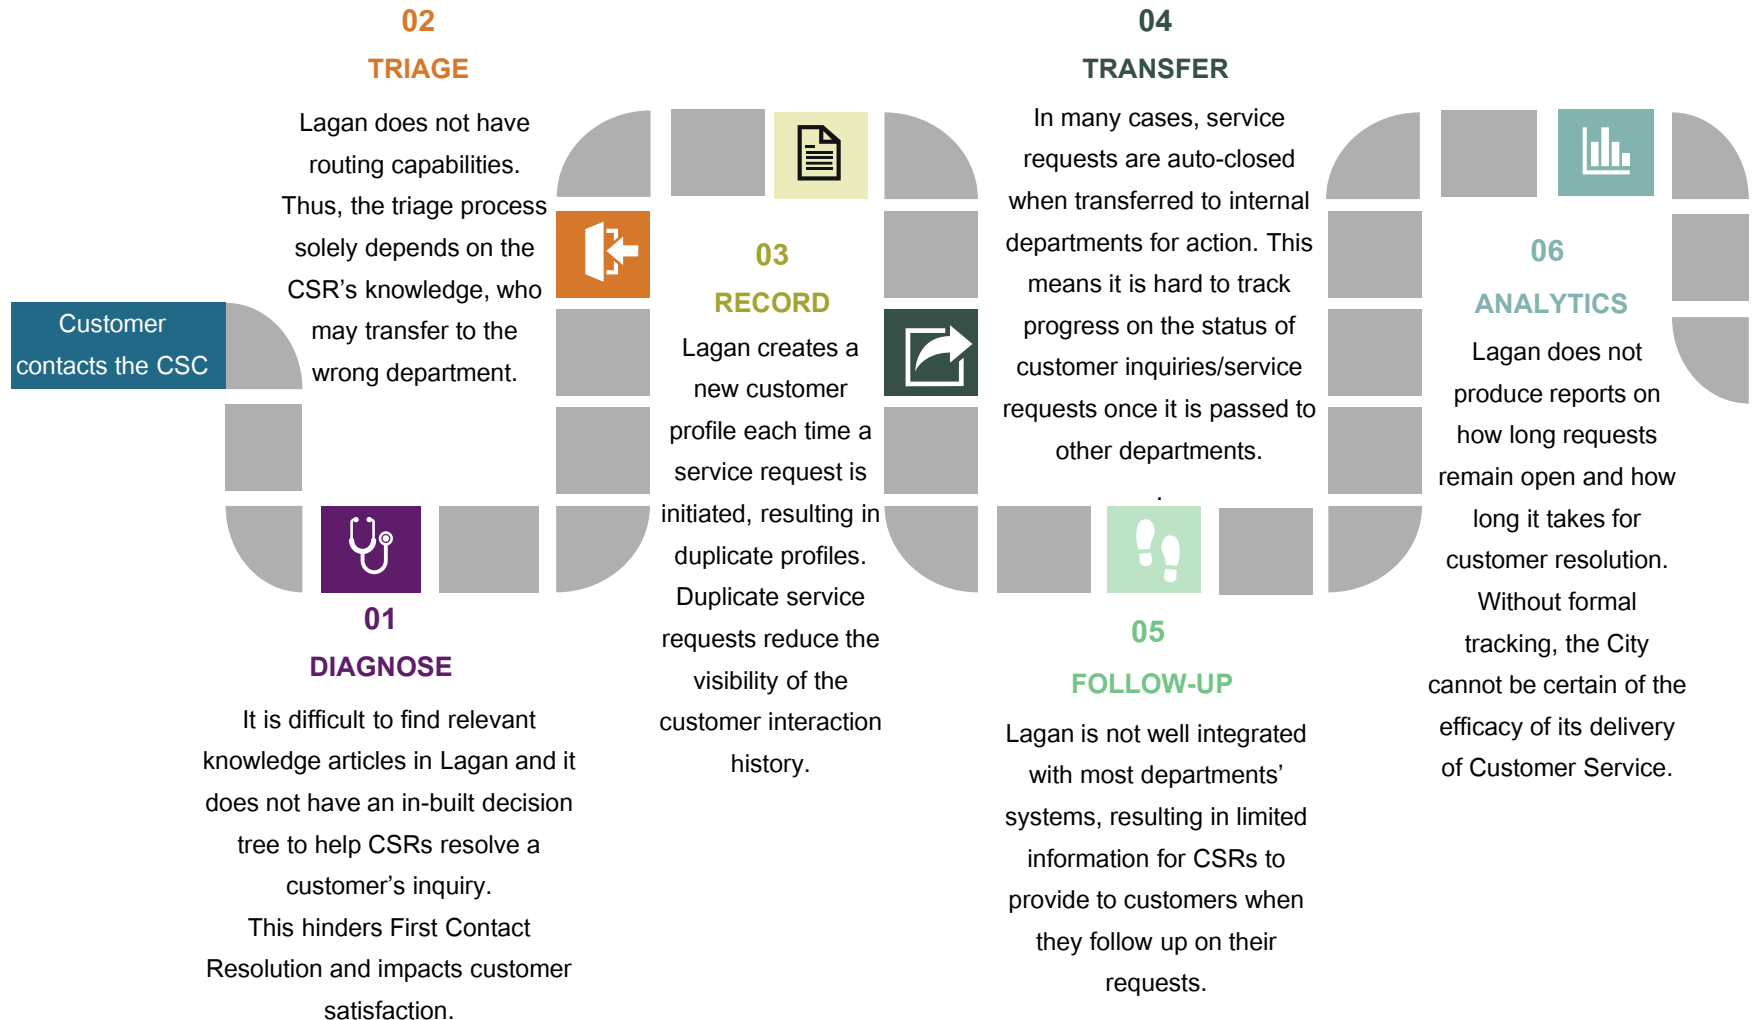 Customer
contacts the CSC
01
DIAGNOSE
It is difficult to find relevant
knowledge articles in Lagan and it
does not have an in-built decision
tree to help CSRs resolve a
customer’s inquiry.
This hinders First Contact
Resolution and impacts customer
satisfaction.
02
TRIAGE
Lagan does not have
routing capabilities.
Thus, the triage process
solely depends on the
CSR’s knowledge, who
may transfer to the
wrong department.
03
RECORD
Lagan creates a
new customer
profile each time a
service request is
initiated, resulting in
duplicate profiles.
Duplicate service
requests reduce the
visibility of the
customer interaction
history.
04
TRANSFER
In many cases, service
requests are auto-closed
when transferred to internal
departments for action. This
means it is hard to track
progress on the status of
customer inquiries/service
requests once it is passed to
other departments.
.
05
FOLLOW-UP
Lagan is not well integrated
with most departments’
systems, resulting in limited
information for CSRs to
provide to customers when
they follow up on their
requests.
06
ANALYTICS
Lagan does not
produce reports on
how long requests
remain open and how
long it takes for
customer resolution.
Without formal
tracking, the City
cannot be certain of the
efficacy of its delivery
of Customer Service.